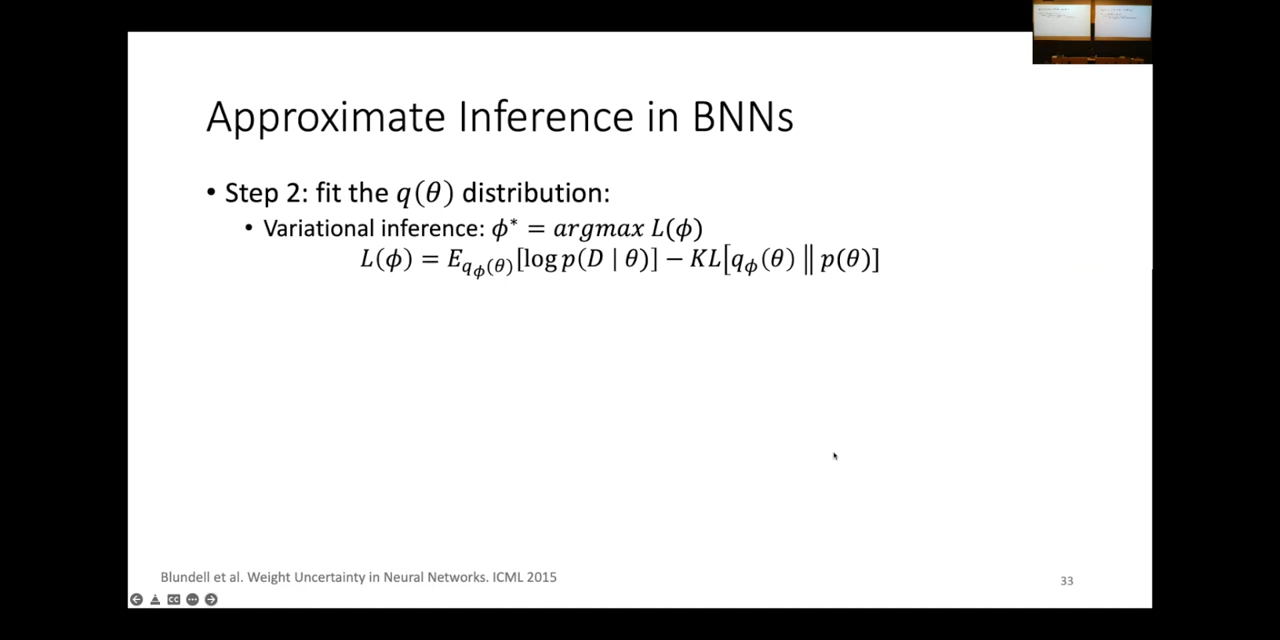 Approximate Inference in BNNs
• Step 2: fit the q(θ) distribution:
• Variational inference: ϕ* = argmax L(ϕ)
L(ϕ) = E_{q_ϕ(θ)}[log p(D | θ)] − KL[q_ϕ(θ) ‖ p(θ)]
Blundell et al. Weight Uncertainty in Neural Networks. ICML 2015
33
CC